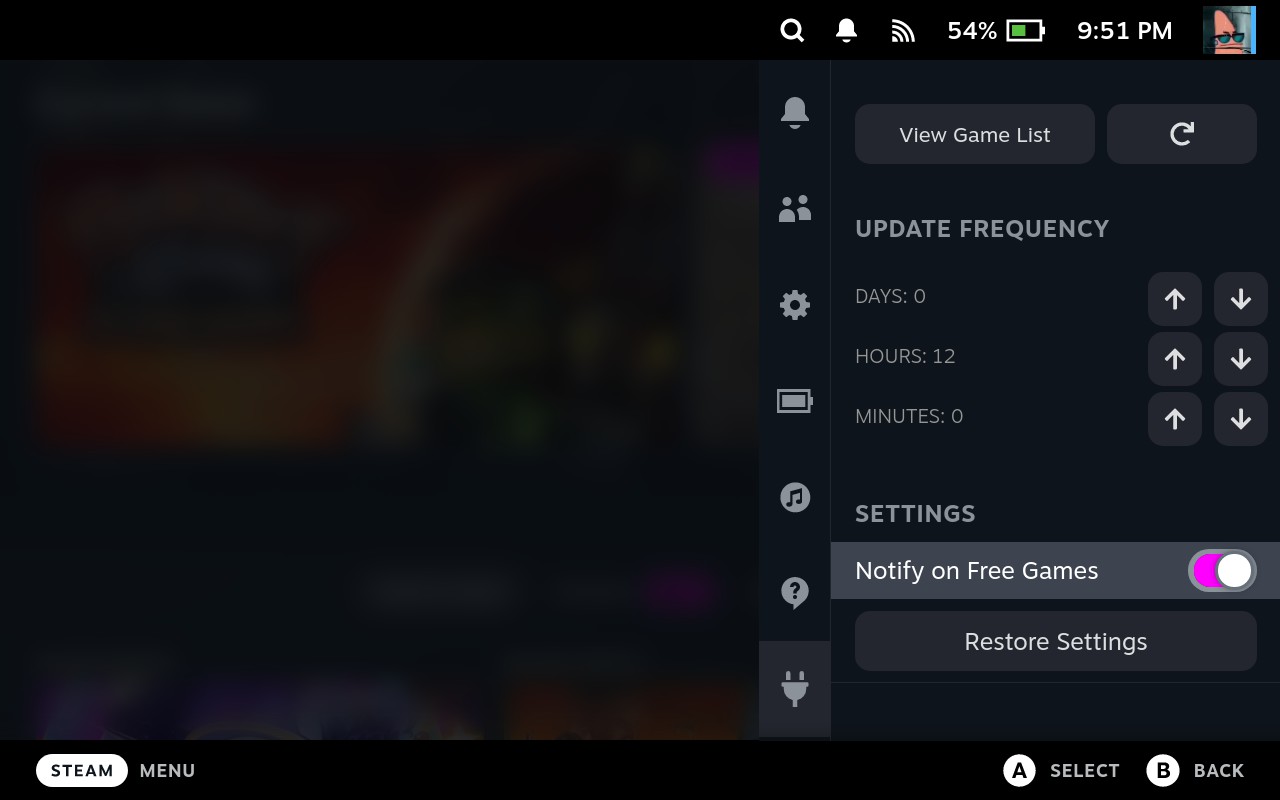 54%
9:51 PM
View Game List
UPDATE FREQUENCY
DAYS: 0
HOURS: 12
MINUTES: 0
SETTINGS
Notify on Free Games
Restore Settings
STEAM MENU
A SELECT B BACK